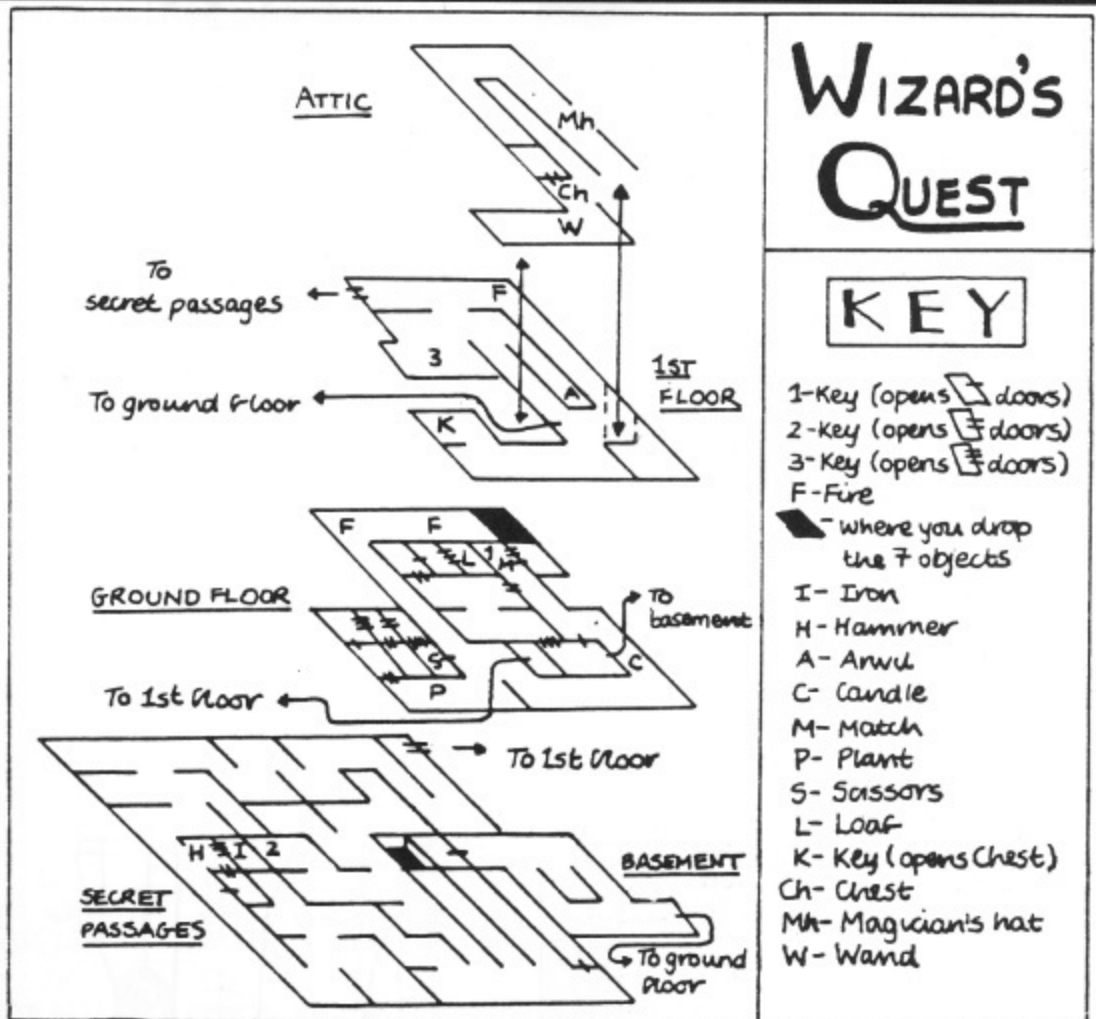 ATTIC
Mh
Ch
W
To
secret passages
F
3
1ST
FLOOR
A
To ground floor
K
F
F
L
1
M
GROUND FLOOR
To
basement
S
C
P
To 1st floor
To 1st floor
H
I
2
BASEMENT
SECRET
PASSAGES
To ground
floor
WIZARD'S
QUEST
KEY
1-Key (opens doors)
2-Key (opens doors)
3-Key (opens doors)
F-Fire
- where you drop
the 7 objects
I- Iron
H- Hammer
A- Anvil
C- Candle
M- Match
P- Plant
S- Scissors
L- Loaf
K- Key (opens Chest)
Ch- Chest
Mh- Magician's hat
W- Wand